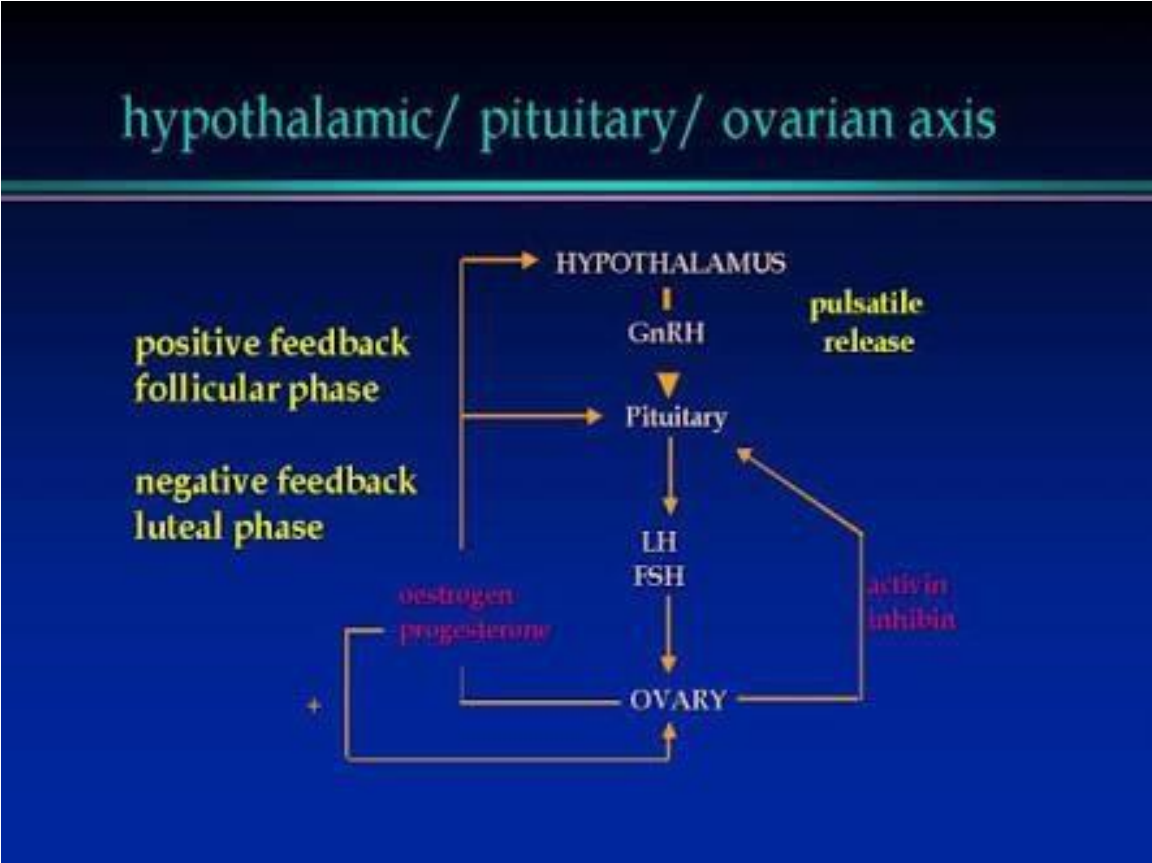 hypothalamic/ pituitary/ ovarian axis
HYPOTHALAMUS
pulsatile
release
GnRH
positive feedback
follicular phase
Pituitary
negative feedback
luteal phase
LH
FSH
oestrogen
progesterone
activin
inhibin
+
OVARY